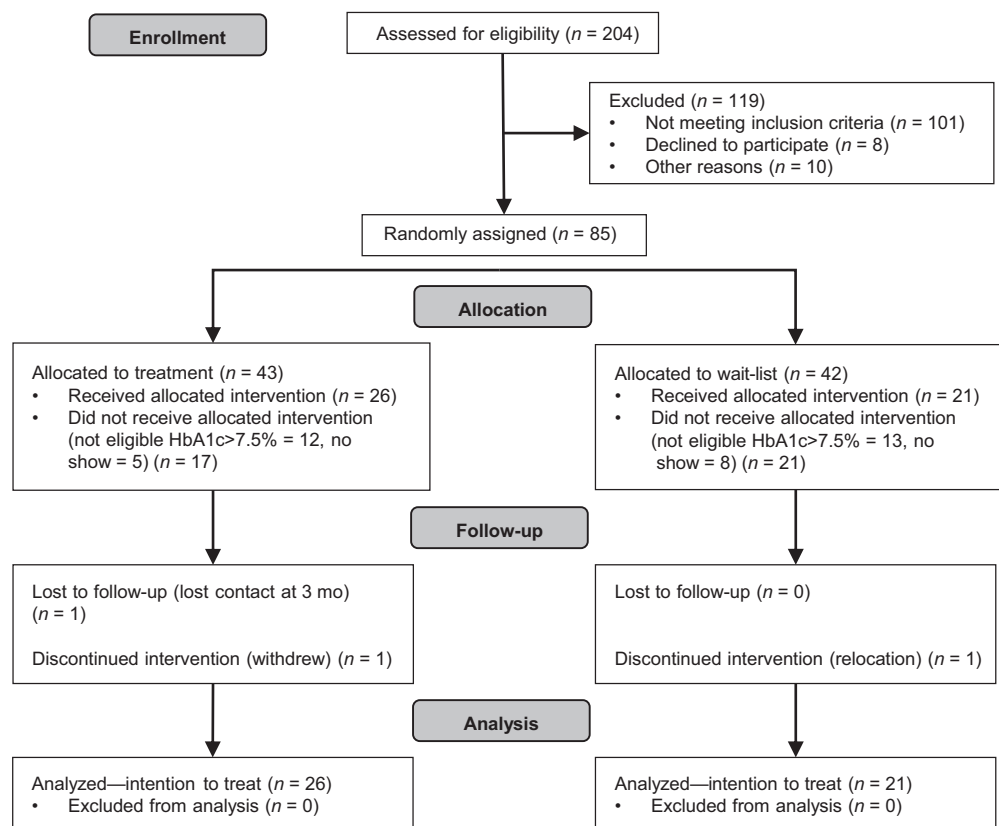 Enrollment
Assessed for eligibility (n = 204)
Excluded (n = 119)
• Not meeting inclusion criteria (n = 101)
• Declined to participate (n = 8)
• Other reasons (n = 10)
Randomly assigned (n = 85)
Allocation
Allocated to treatment (n = 43)
• Received allocated intervention (n = 26)
• Did not receive allocated intervention
(not eligible HbA1c>7.5% = 12, no
show = 5) (n = 17)
Allocated to wait-list (n = 42)
• Received allocated intervention (n = 21)
• Did not receive allocated intervention
(not eligible HbA1c>7.5% = 13, no
show = 8) (n = 21)
Follow-up
Lost to follow-up (lost contact at 3 mo)
(n = 1)
Discontinued intervention (withdrew) (n = 1)
Lost to follow-up (n = 0)
Discontinued intervention (relocation) (n = 1)
Analysis
Analyzed—intention to treat (n = 26)
• Excluded from analysis (n = 0)
Analyzed—intention to treat (n = 21)
• Excluded from analysis (n = 0)